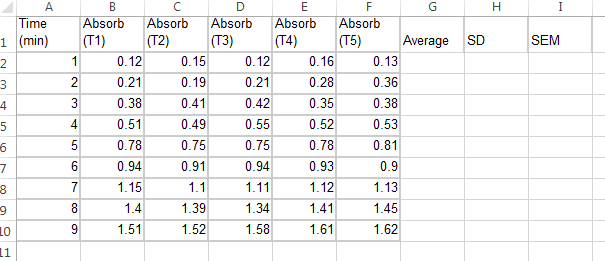 A B C D E F G H I
Time Absorb Absorb Absorb Absorb Absorb
1 (min) (T1) (T2) (T3) (T4) (T5) Average SD SEM
2 1 0.12 0.15 0.12 0.16 0.13
3 2 0.21 0.19 0.21 0.28 0.36
4 3 0.38 0.41 0.42 0.35 0.38
5 4 0.51 0.49 0.55 0.52 0.53
6 5 0.78 0.75 0.75 0.78 0.81
7 6 0.94 0.91 0.94 0.93 0.9
8 7 1.15 1.1 1.11 1.12 1.13
9 8 1.4 1.39 1.34 1.41 1.45
10 9 1.51 1.52 1.58 1.61 1.62
11